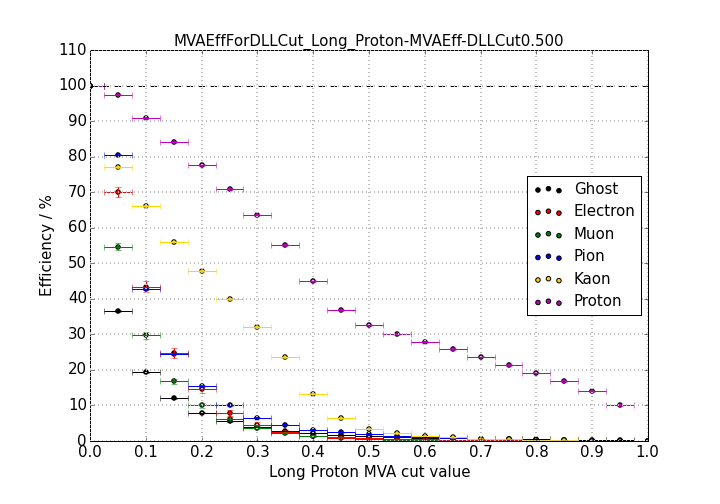 MVAEffForDLLCut_Long_Proton-MVAEff-DLLCut0.500
110
100
90
80
70
60
50
40
30
20
10
0
Efficiency / %
Ghost
Electron
Muon
Pion
Kaon
Proton
0.0 0.1 0.2 0.3 0.4 0.5 0.6 0.7 0.8 0.9 1.0
Long Proton MVA cut value